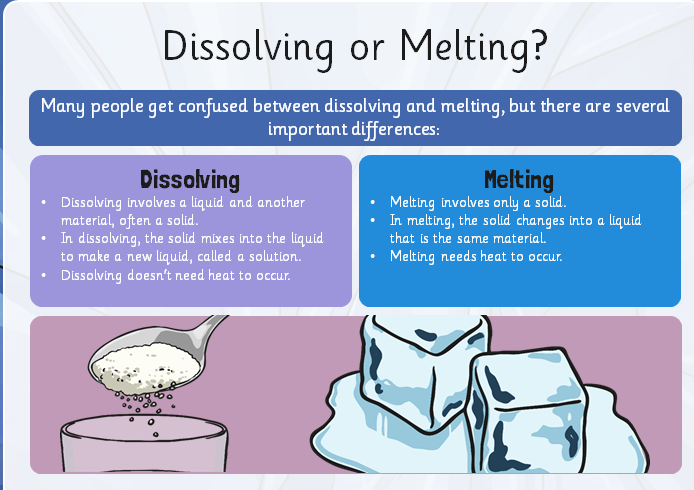 Dissolving or Melting?
Many people get confused between dissolving and melting, but there are several
important differences:
Dissolving
• Dissolving involves a liquid and another
material, often a solid.
• In dissolving, the solid mixes into the liquid
to make a new liquid, called a solution.
• Dissolving doesn't need heat to occur.
Melting
• Melting involves only a solid.
• In melting, the solid changes into a liquid
that is the same material.
• Melting needs heat to occur.